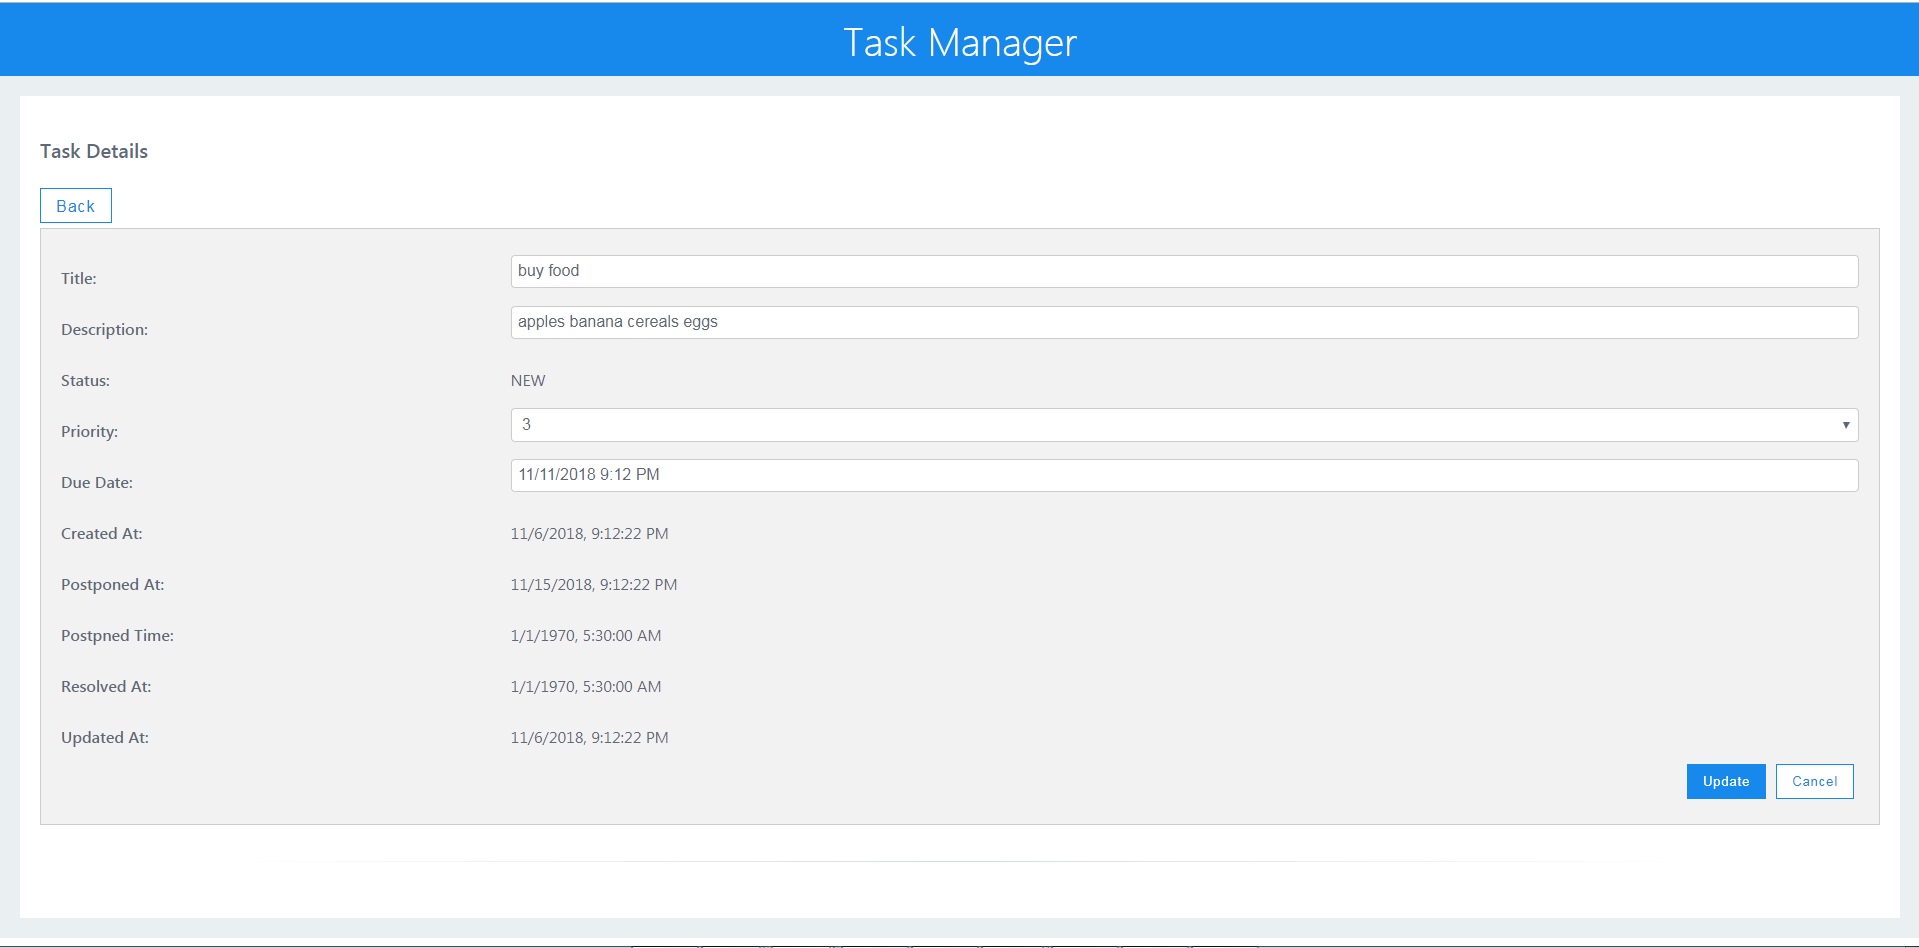 Task Manager
Task Details
Back
Title: buy food
Description: apples banana cereals eggs
Status: NEW
Priority: 3
Due Date: 11/11/2018 9:12 PM
Created At: 11/6/2018, 9:12:22 PM
Postponed At: 11/15/2018, 9:12:22 PM
Postpned Time: 1/1/1970, 5:30:00 AM
Resolved At: 1/1/1970, 5:30:00 AM
Updated At: 11/6/2018, 9:12:22 PM
Update Cancel